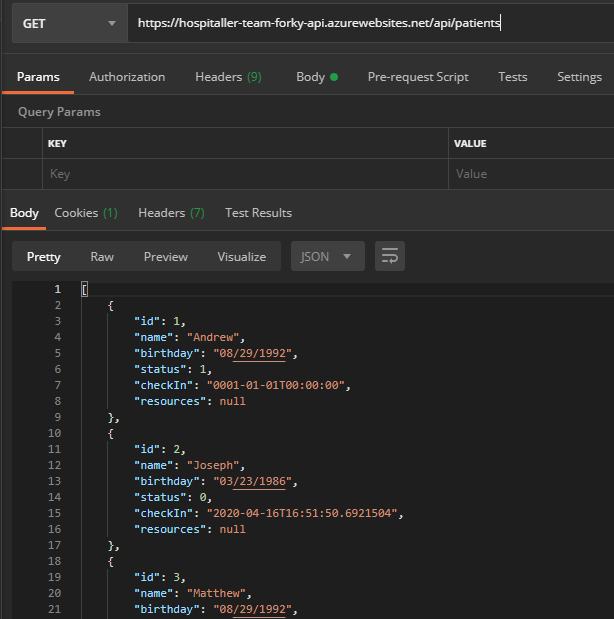 GET https://hospitaller-team-forky-api.azurewebsites.net/api/patients
Params Authorization Headers (9) Body Pre-request Script Tests Settings
Query Params
KEY VALUE
Key Value
Body Cookies (1) Headers (7) Test Results
Pretty Raw Preview Visualize JSON
1 [
2 {
3 "id": 1,
4 "name": "Andrew",
5 "birthday": "08/29/1992",
6 "status": 1,
7 "checkIn": "0001-01-01T00:00:00",
8 "resources": null
9 },
10 {
11 "id": 2,
12 "name": "Joseph",
13 "birthday": "03/23/1986",
14 "status": 0,
15 "checkIn": "2020-04-16T16:51:50.6921504",
16 "resources": null
17 },
18 {
19 "id": 3,
20 "name": "Matthew",
21 "birthday": "08/29/1992",